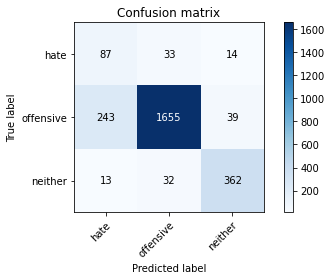 Confusion matrix
hate 87 33 14
offensive 243 1655 39
neither 13 32 362
hate offensive neither
True label
Predicted label
1600
1400
1200
1000
800
600
400
200